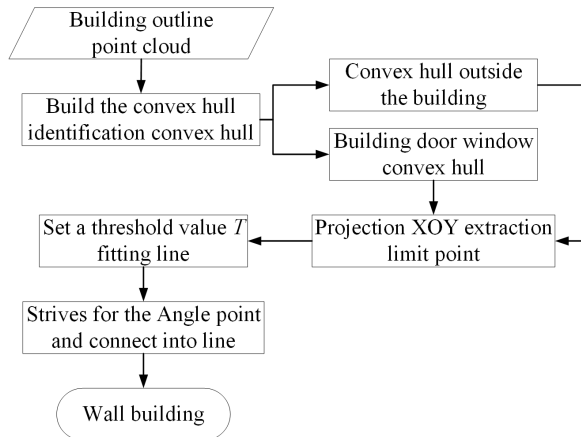 Building outline
point cloud
Build the convex hull
identification convex hull
Convex hull outside
the building
Building door window
convex hull
Projection XOY extraction
limit point
Set a threshold value T
fitting line
Strives for the Angle point
and connect into line
Wall building